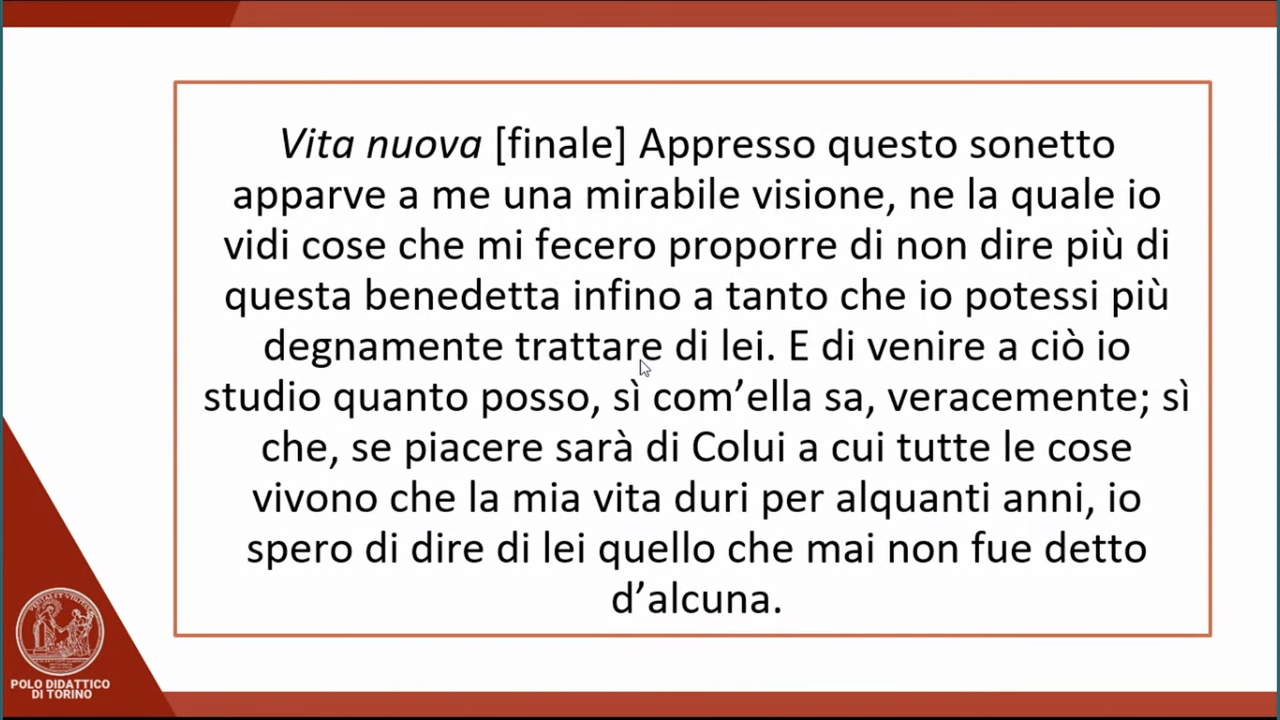 Vita nuova [finale] Appresso questo sonetto
apparve a me una mirabile visione, ne la quale io
vidi cose che mi fecero proporre di non dire più di
questa benedetta infino a tanto che io potessi più
degnamente trattare di lei. E di venire a ciò io
studio quanto posso, sì com’ella sa, veracemente; sì
che, se piacere sarà di Colui a cui tutte le cose
vivono che la mia vita duri per alquanti anni, io
spero di dire di lei quello che mai non fue detto
d’alcuna.
POLO DIDATTICO
DI TORINO